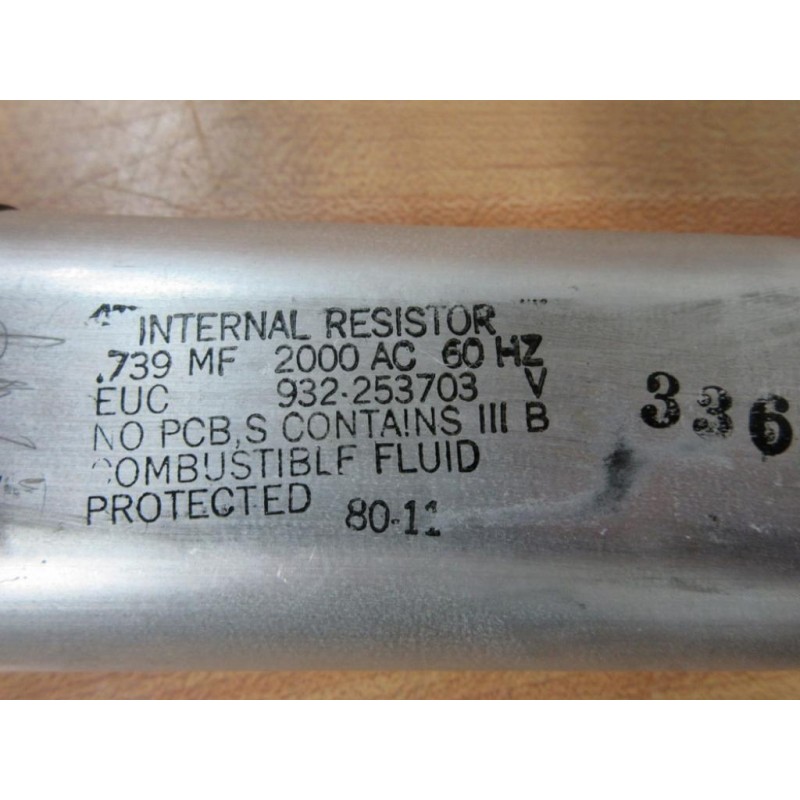 INTERNAL RESISTOR
.739 MF 2000 AC 60 HZ
EUC 932-253703 V
NO PCB,S CONTAINS III B
COMBUSTIBLE FLUID
PROTECTED 80-11
336